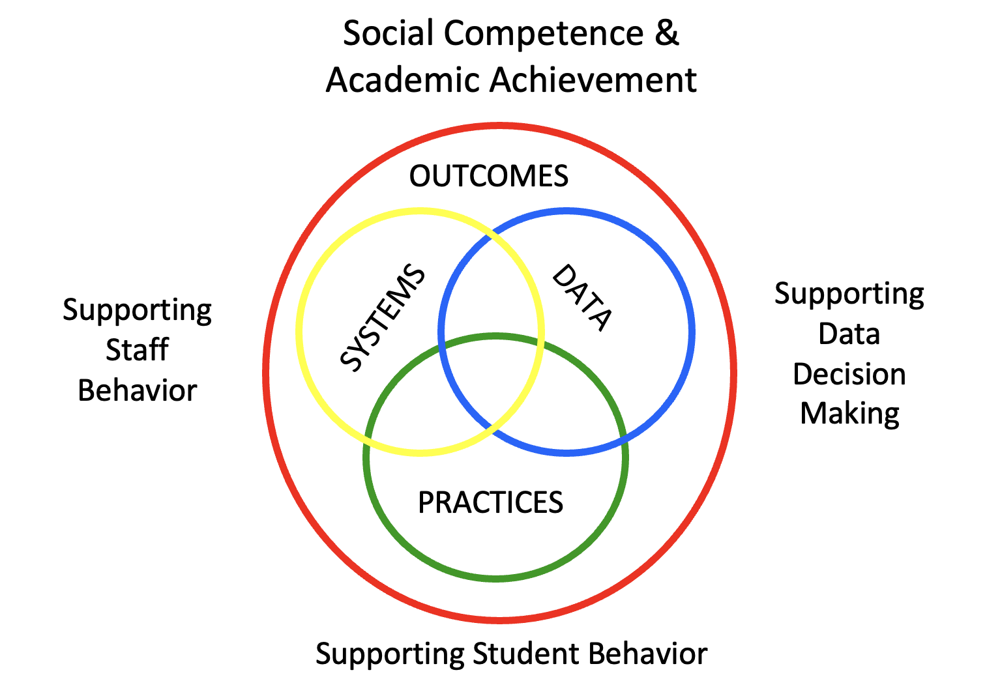 Social Competence &
Academic Achievement
OUTCOMES
SYSTEMS
DATA
Supporting
Staff
Behavior
Supporting
Data
Decision
Making
PRACTICES
Supporting Student Behavior